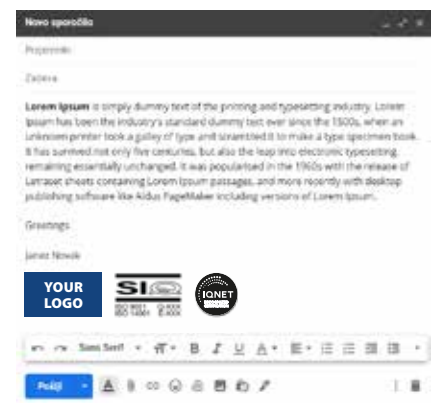 Novo sporočilo
Prejemniki
Zadeva
Lorem Ipsum is simply dummy text of the printing and typesetting industry. Lorem
Ipsum has been the industry's standard dummy text ever since the 1500s, when an
unknown printer took a galley of type and scrambled it to make a type specimen book.
It has survived not only five centuries, but also the leap into electronic typesetting,
remaining essentially unchanged. It was popularised in the 1960s with the release of
Letraset sheets containing Lorem Ipsum passages, and more recently with desktop
publishing software like Aldus PageMaker including versions of Lorem Ipsum.
Greetings
Janez Novak
YOUR
LOGO
SIQ
IQNET
Sans Serif
Pošlji